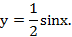 y = 1/2 sinx.